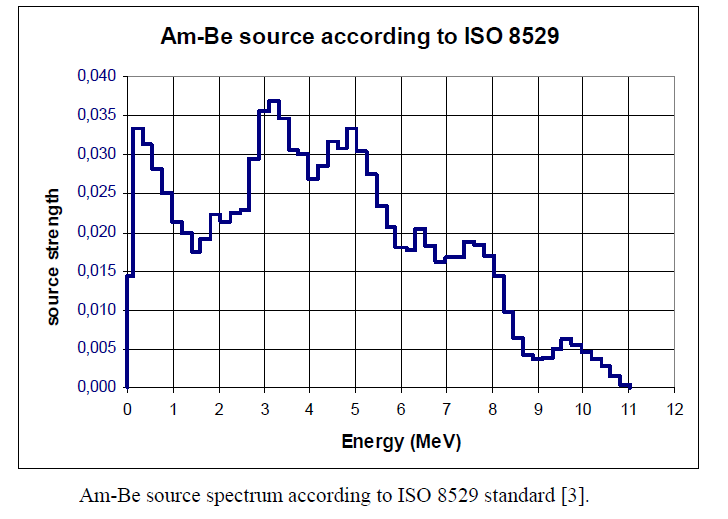 Am-Be source according to ISO 8529
0,040
0,035
0,030
0,025
0,020
0,015
0,010
0,005
0,000
source strength
0 1 2 3 4 5 6 7 8 9 10 11 12
Energy (MeV)
Am-Be source spectrum according to ISO 8529 standard [3].